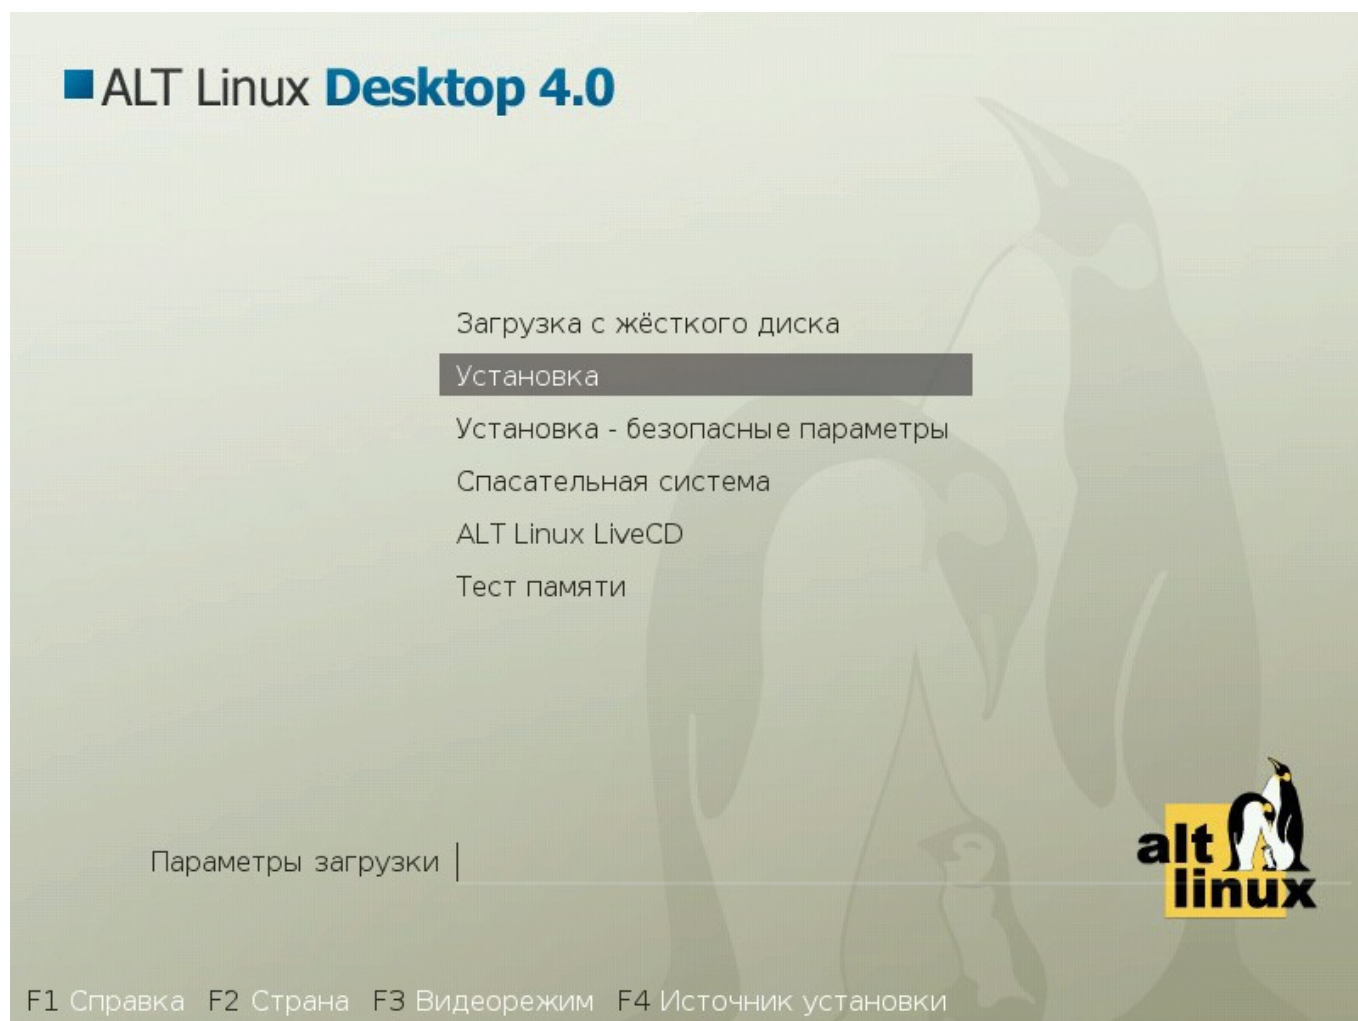 ALT Linux Desktop 4.0
Загрузка с жёсткого диска
Установка
Установка - безопасные параметры
Спасательная система
ALT Linux LiveCD
Тест памяти
Параметры загрузки
alt
linux
F1 Справка F2 Страна F3 Видеорежим F4 Источник установки